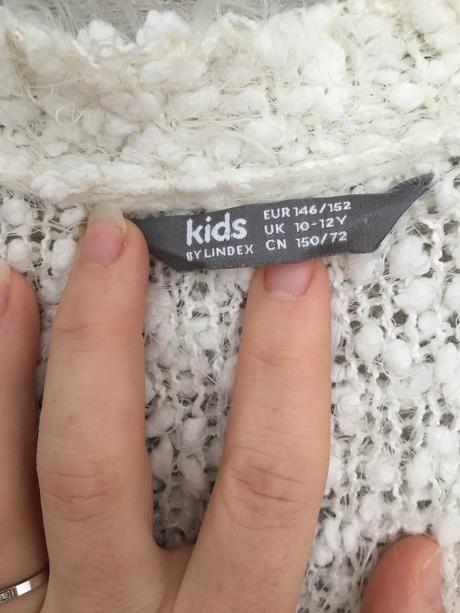 kids
BY LINDEX
EUR 146/152
UK 10-12Y
CN 150/72